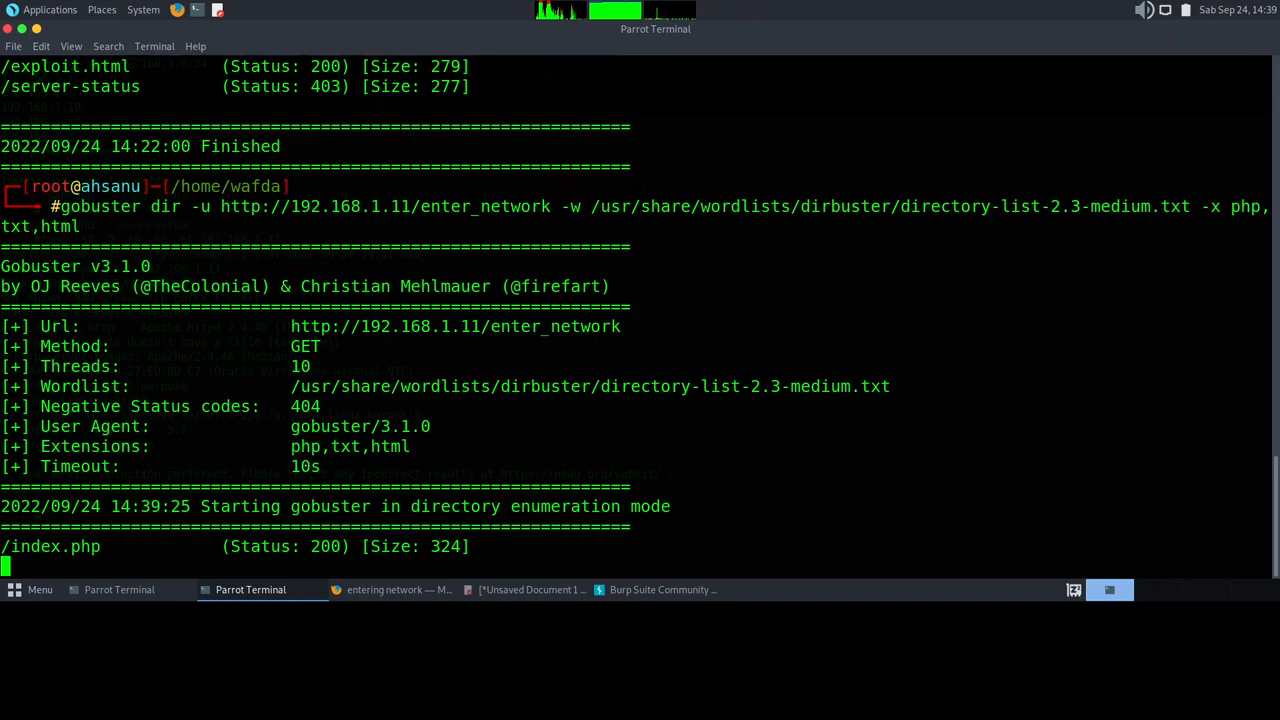 Applications Places System Sab Sep 24, 14:39
Parrot Terminal
File Edit View Search Terminal Help
/exploit.html (Status: 200) [Size: 279]
/server-status (Status: 403) [Size: 277]
===============================================================
2022/09/24 14:22:00 Finished
===============================================================
┌─[root@ahsanu]─[/home/wafda]
└──╼ #gobuster dir -u http://192.168.1.11/enter_network -w /usr/share/wordlists/dirbuster/directory-list-2.3-medium.txt -x php,
txt,html
===============================================================
Gobuster v3.1.0
by OJ Reeves (@TheColonial) & Christian Mehlmauer (@firefart)
===============================================================
[+] Url: http://192.168.1.11/enter_network
[+] Method: GET
[+] Threads: 10
[+] Wordlist: /usr/share/wordlists/dirbuster/directory-list-2.3-medium.txt
[+] Negative Status codes: 404
[+] User Agent: gobuster/3.1.0
[+] Extensions: php,txt,html
[+] Timeout: 10s
===============================================================
2022/09/24 14:39:25 Starting gobuster in directory enumeration mode
===============================================================
/index.php (Status: 200) [Size: 324]
Menu Parrot Terminal Parrot Terminal entering network — M... [*Unsaved Document 1 ... Burp Suite Community ...